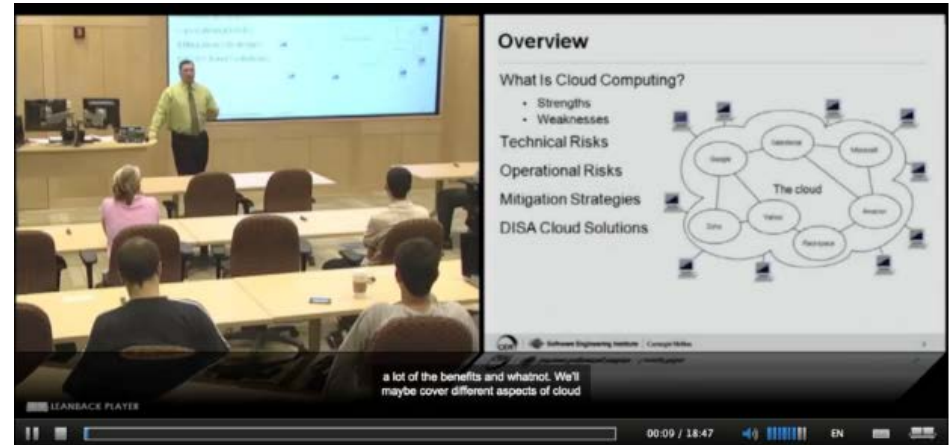 Overview
What Is Cloud Computing?
• Strengths
• Weaknesses
Technical Risks
Operational Risks
Mitigation Strategies
DISA Cloud Solutions
Google
Salesforce
Microsoft
The cloud
Zoho
Yahoo
Amazon
Rackspace
CERT
Software Engineering Institute
Carnegie Mellon
a lot of the benefits and whatnot. We'll
maybe cover different aspects of cloud
LEANBACK PLAYER
00:09 / 18:47
EN